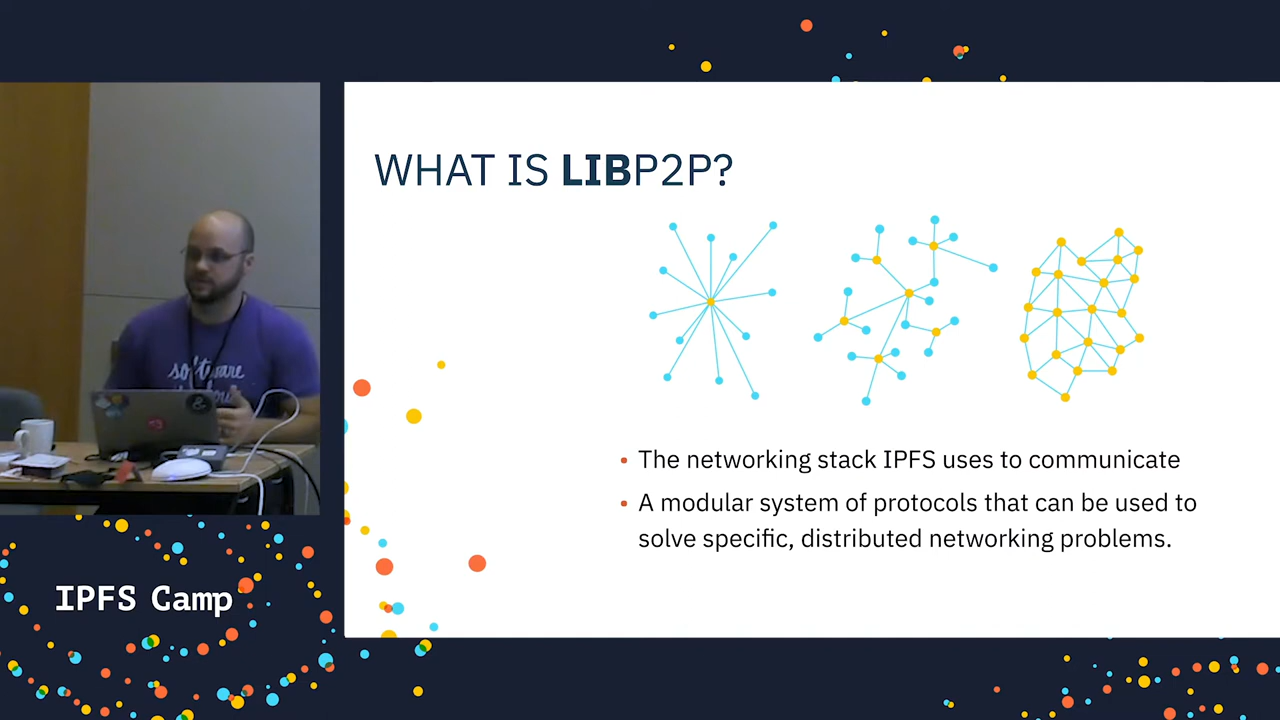 WHAT IS LIBP2P?
software
• The networking stack IPFS uses to communicate
• A modular system of protocols that can be used to
solve specific, distributed networking problems.
IPFS Camp